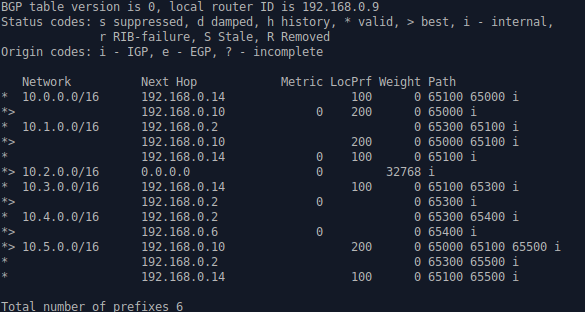 BGP table version is 0, local router ID is 192.168.0.9
Status codes: s suppressed, d damped, h history, * valid, > best, i - internal,
              r RIB-failure, S Stale, R Removed
Origin codes: i - IGP, e - EGP, ? - incomplete

   Network          Next Hop            Metric LocPrf Weight Path
*  10.0.0.0/16      192.168.0.14                  100      0 65100 65000 i
*>                  192.168.0.10             0    200      0 65000 i
*  10.1.0.0/16      192.168.0.2                            0 65300 65100 i
*>                  192.168.0.10                  200      0 65000 65100 i
*                   192.168.0.14             0    100      0 65100 i
*> 10.2.0.0/16      0.0.0.0                  0         32768 i
*  10.3.0.0/16      192.168.0.14                  100      0 65100 65300 i
*>                  192.168.0.2              0             0 65300 i
*  10.4.0.0/16      192.168.0.2                            0 65300 65400 i
*>                  192.168.0.6              0             0 65400 i
*> 10.5.0.0/16      192.168.0.10                  200      0 65000 65100 65500 i
*                   192.168.0.2                            0 65300 65500 i
*                   192.168.0.14                  100      0 65100 65500 i

Total number of prefixes 6